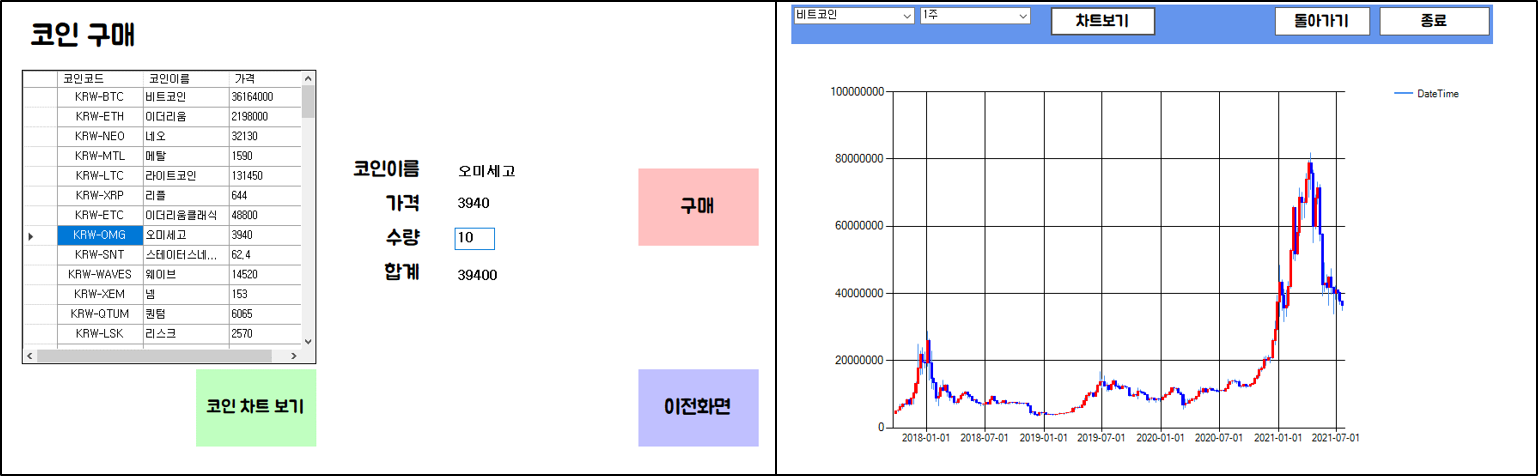 코인 구매
코인코드 코인이름 가격
KRW-BTC 비트코인 36164000
KRW-ETH 이더리움 2198000
KRW-NEO 네오 32130
KRW-MTL 메탈 1590
KRW-LTC 라이트코인 131450
KRW-XRP 리플 644
KRW-ETC 이더리움클래식 48800
KRW-OMG 오미세고 3940
KRW-SNT 스테이터스네... 62.4
KRW-WAVES 웨이브 14520
KRW-XEM 넴 153
KRW-QTUM 퀀텀 6065
KRW-LSK 리스크 2570
코인 차트 보기
코인이름 오미세고
가격 3940
수량 10
합계 39400
구매
이전화면
비트코인 1주 차트보기 돌아가기 종료
DateTime
100000000
80000000
60000000
40000000
20000000
0
2018-01-01 2018-07-01 2019-01-01 2019-07-01 2020-01-01 2020-07-01 2021-01-01 2021-07-01